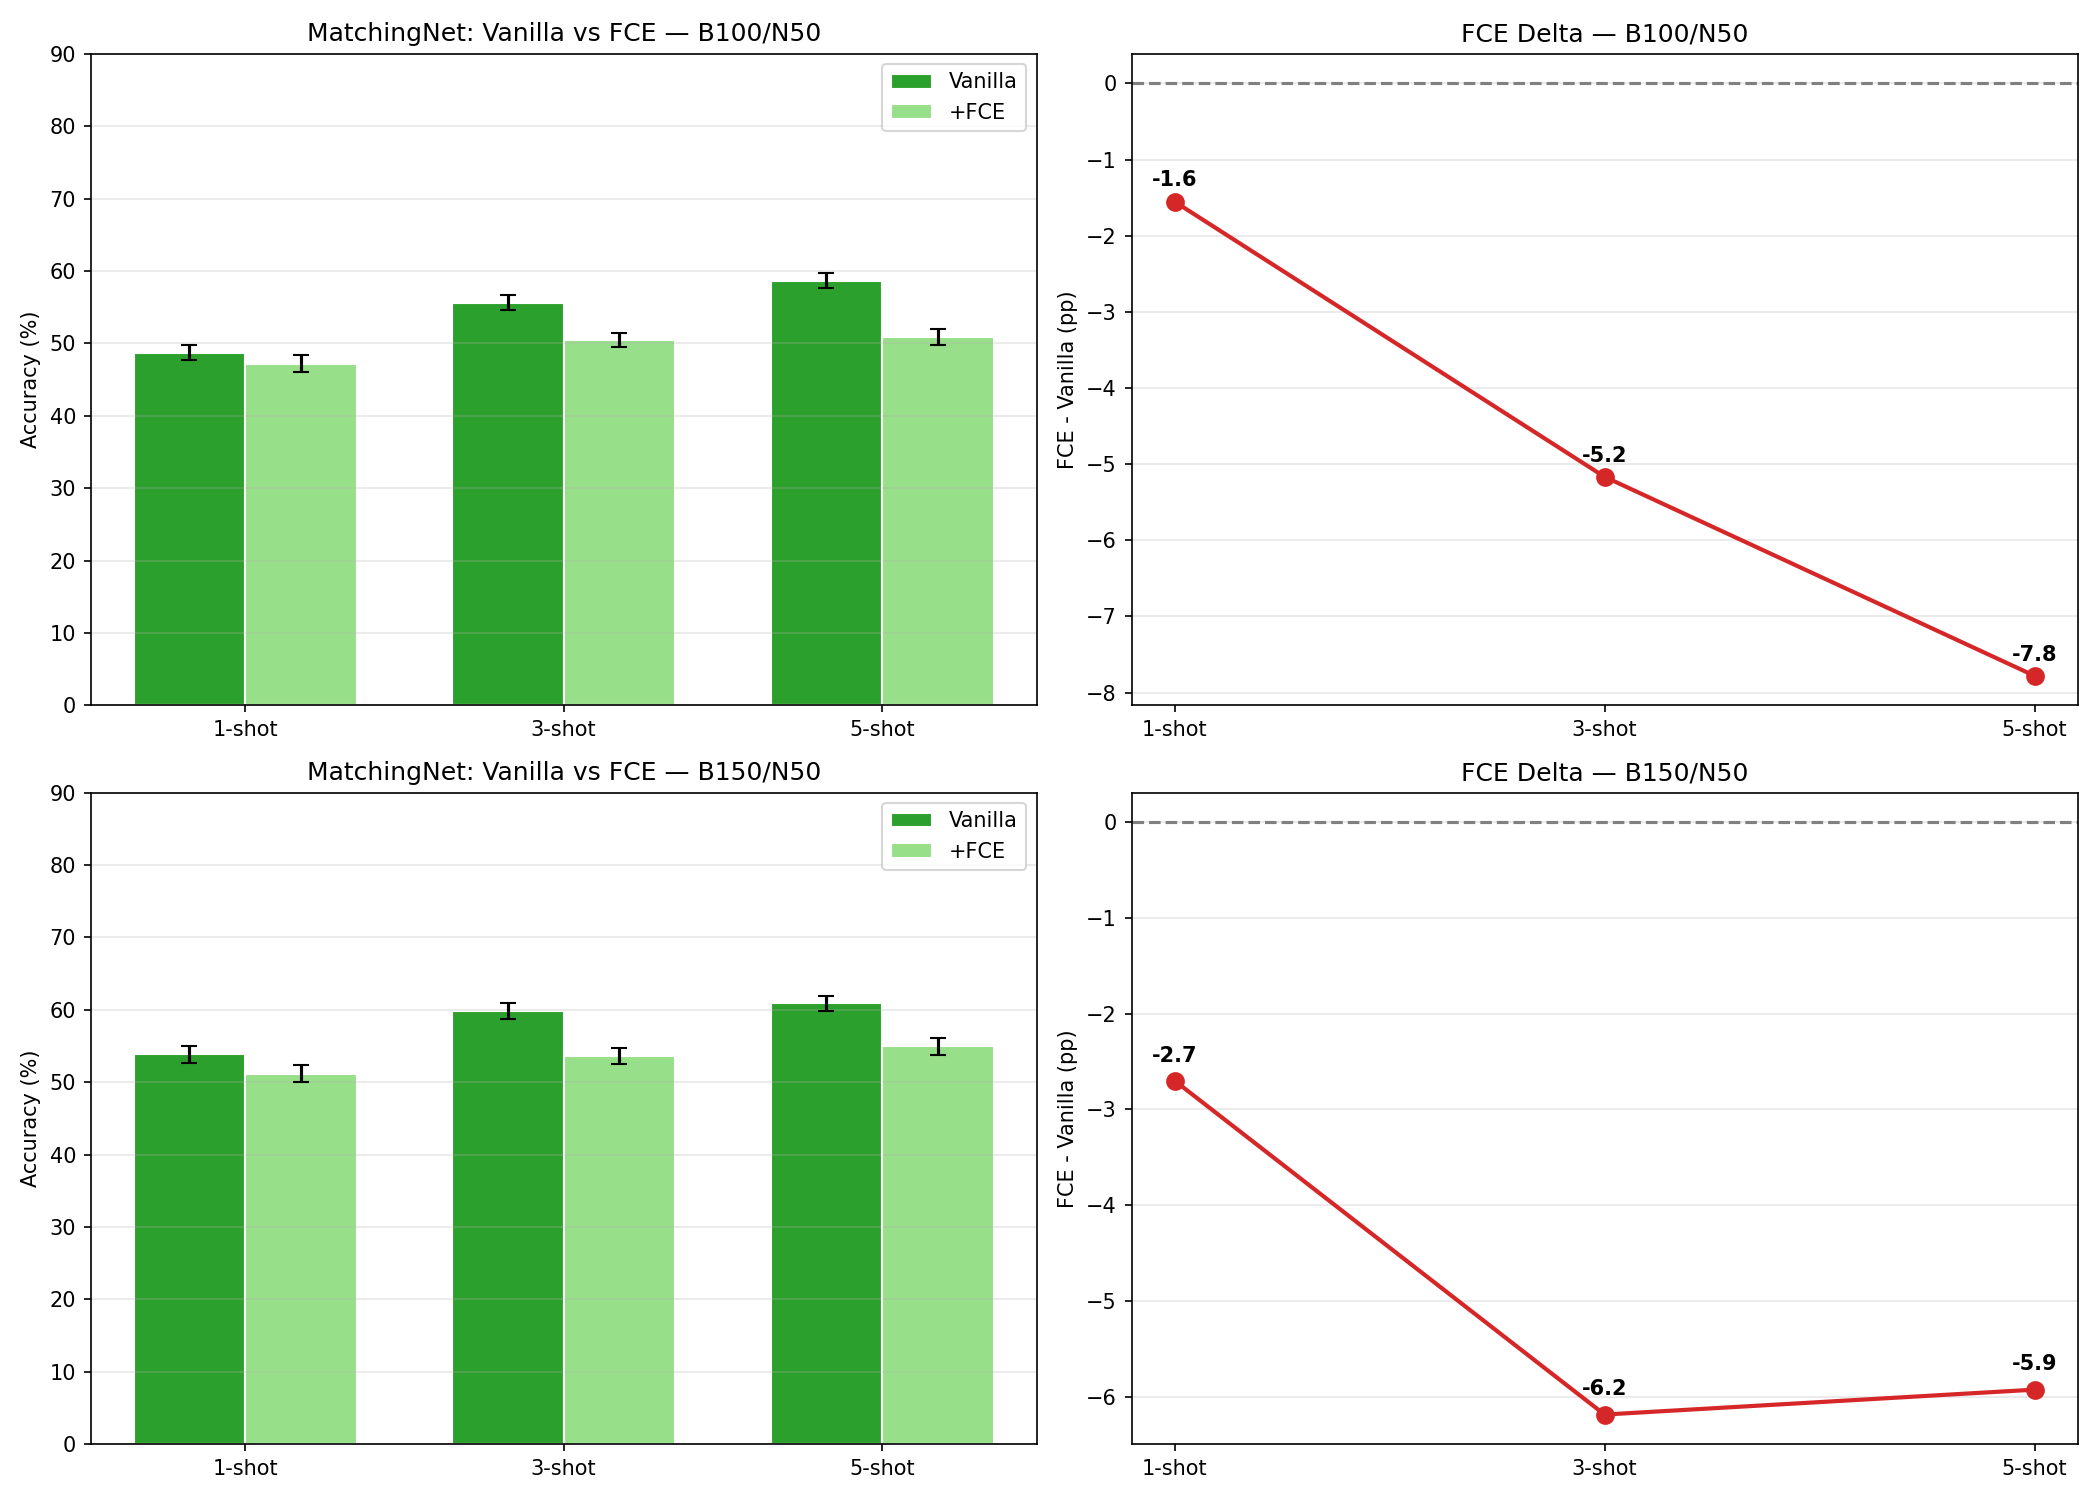 MatchingNet: Vanilla vs FCE — B100/N50
Accuracy (%)
90
80
70
60
50
40
30
20
10
0
Vanilla
+FCE
1-shot
3-shot
5-shot
FCE Delta — B100/N50
FCE - Vanilla (pp)
0
−1
−2
−3
−4
−5
−6
−7
−8
-1.6
-5.2
-7.8
1-shot
3-shot
5-shot
MatchingNet: Vanilla vs FCE — B150/N50
Accuracy (%)
90
80
70
60
50
40
30
20
10
0
Vanilla
+FCE
1-shot
3-shot
5-shot
FCE Delta — B150/N50
FCE - Vanilla (pp)
0
−1
−2
−3
−4
−5
−6
-2.7
-6.2
-5.9
1-shot
3-shot
5-shot